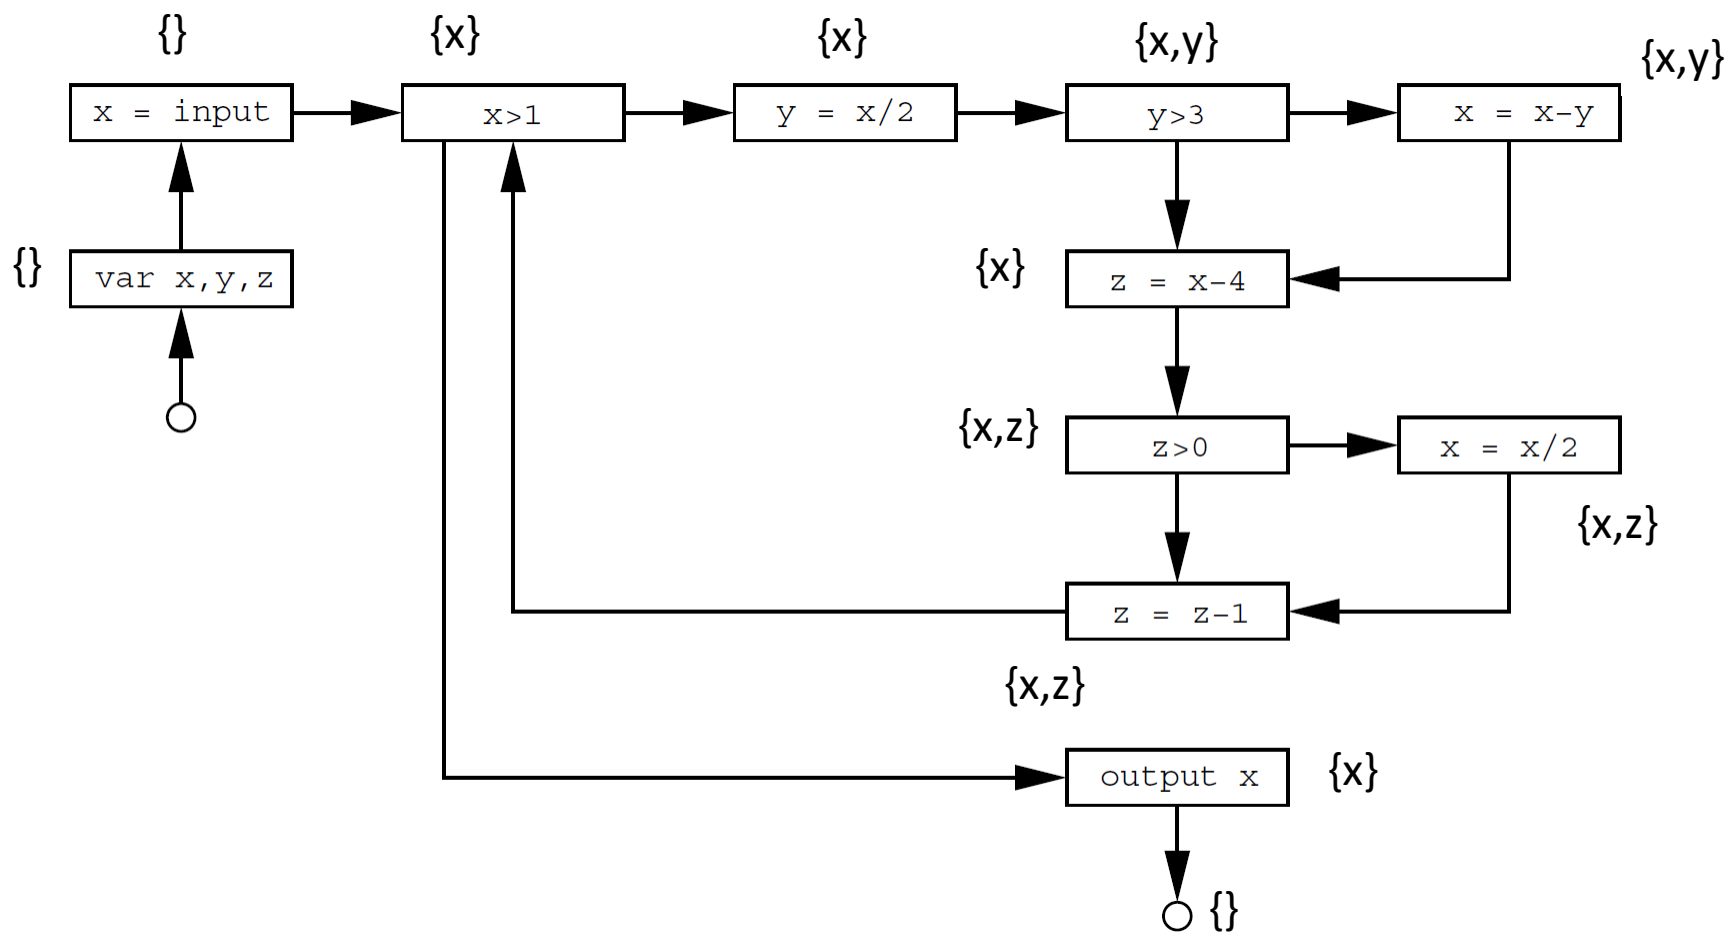 {}
{x}
{x}
{x,y}
{x,y}
x = input
x>1
y = x/2
y>3
x = x-y
{}
var x,y,z
{x}
z = x-4
{x,z}
z>0
x = x/2
{x,z}
z = z-1
{x,z}
output x
{x}
{}